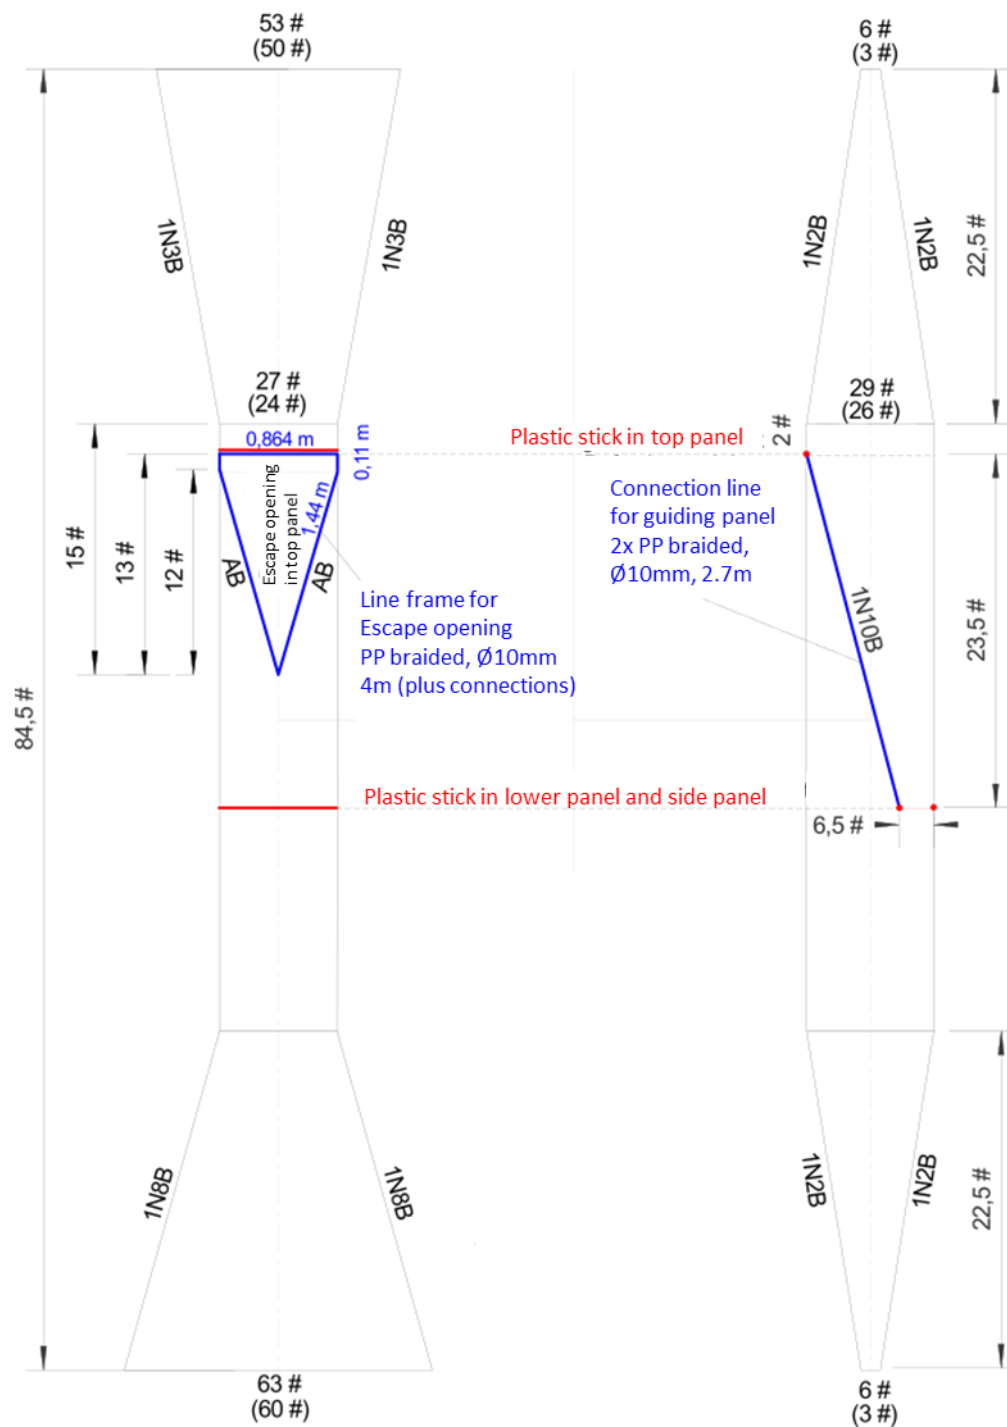 53 #
(50 #)
6 #
(3 #)
1N3B
1N3B
1N2B
1N2B
22,5 #
27 #
(24 #)
29 #
(26 #)
0,864 m
0,11 m
Plastic stick in top panel
2 #
Escape opening
in top panel
1,44 m
15 #
13 #
12 #
AB
AB
Connection line
for guiding panel
2x PP braided,
Ø10mm, 2.7m
Line frame for
Escape opening
PP braided, Ø10mm
4m (plus connections)
1N10B
23,5 #
84,5 #
Plastic stick in lower panel and side panel
6,5 #
1N8B
1N8B
1N2B
1N2B
22,5 #
63 #
(60 #)
6 #
(3 #)